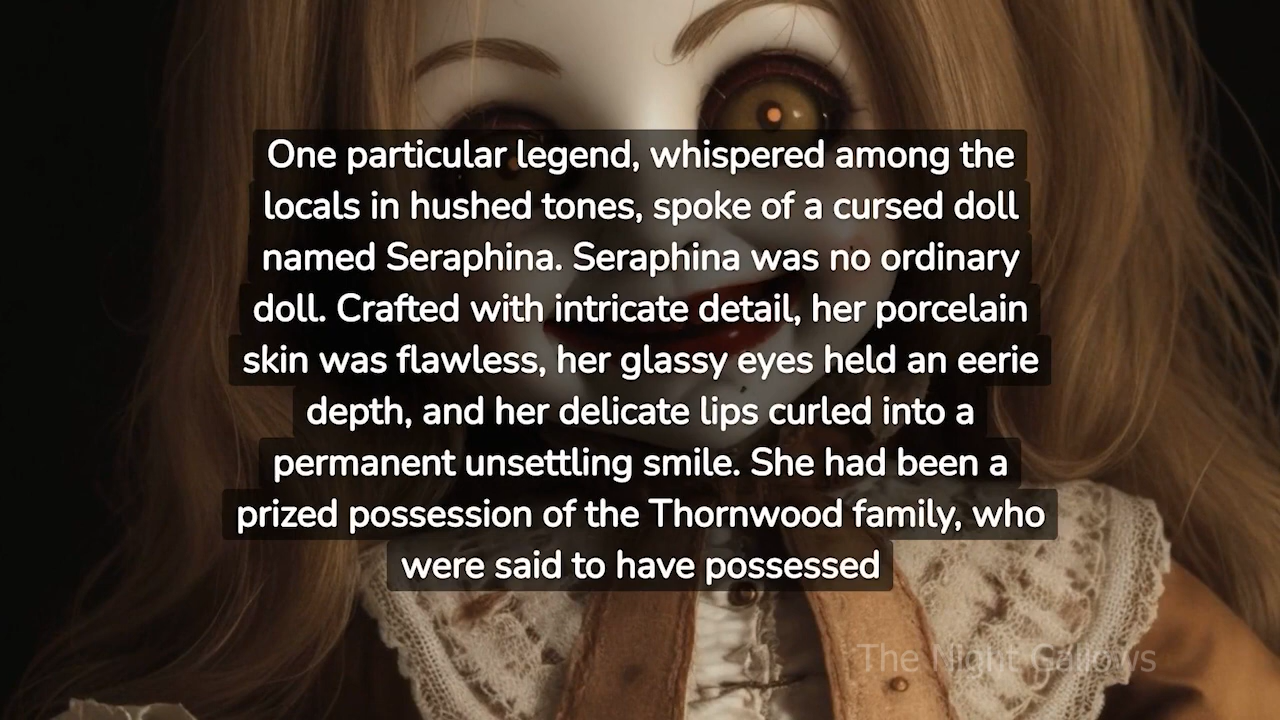 One particular legend, whispered among the
locals in hushed tones, spoke of a cursed doll
named Seraphina. Seraphina was no ordinary
doll. Crafted with intricate detail, her porcelain
skin was flawless, her glassy eyes held an eerie
depth, and her delicate lips curled into a
permanent unsettling smile. She had been a
prized possession of the Thornwood family, who
were said to have possessed
The Night Gallows